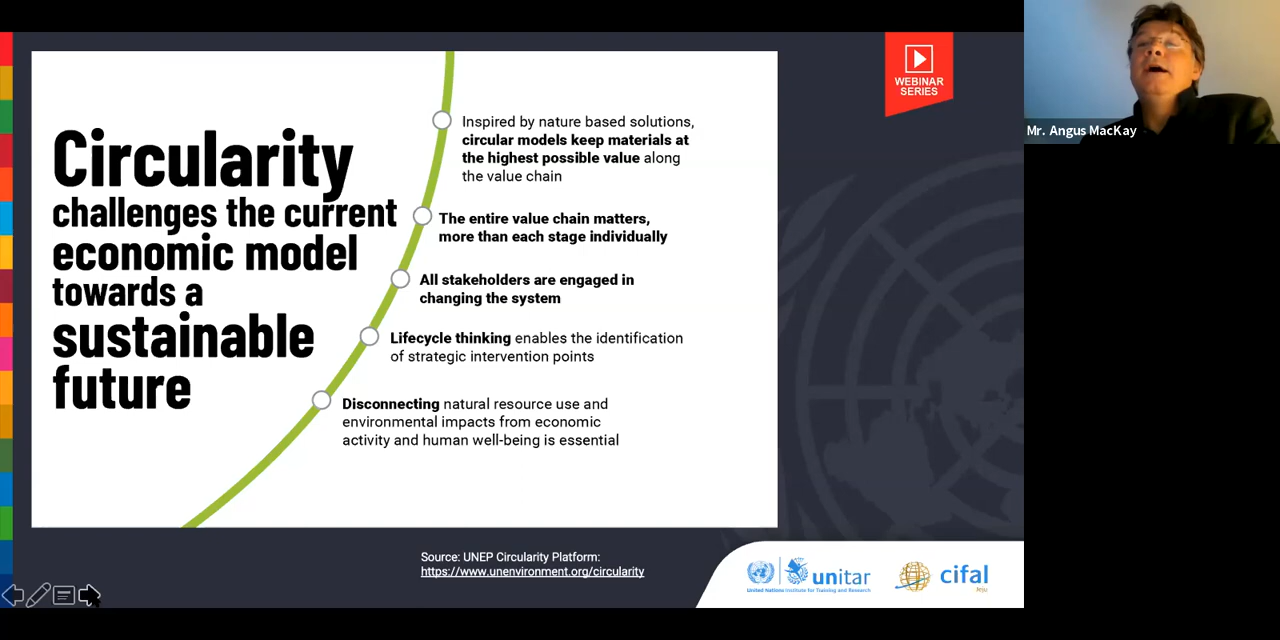 WEBINAR
SERIES
Mr. Angus MacKay
Circularity
challenges the current
economic model
towards a
sustainable
future
Inspired by nature based solutions,
circular models keep materials at
the highest possible value along
the value chain
The entire value chain matters,
more than each stage individually
All stakeholders are engaged in
changing the system
Lifecycle thinking enables the identification
of strategic intervention points
Disconnecting natural resource use and
environmental impacts from economic
activity and human well-being is essential
Source: UNEP Circularity Platform:
https://www.unenvironment.org/circularity
unitar
United Nations Institute for Training and Research
cifal